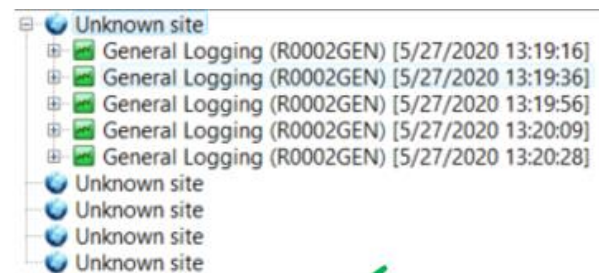 Unknown site
General Logging (R0002GEN) [5/27/2020 13:19:16]
General Logging (R0002GEN) [5/27/2020 13:19:36]
General Logging (R0002GEN) [5/27/2020 13:19:56]
General Logging (R0002GEN) [5/27/2020 13:20:09]
General Logging (R0002GEN) [5/27/2020 13:20:28]
Unknown site
Unknown site
Unknown site
Unknown site